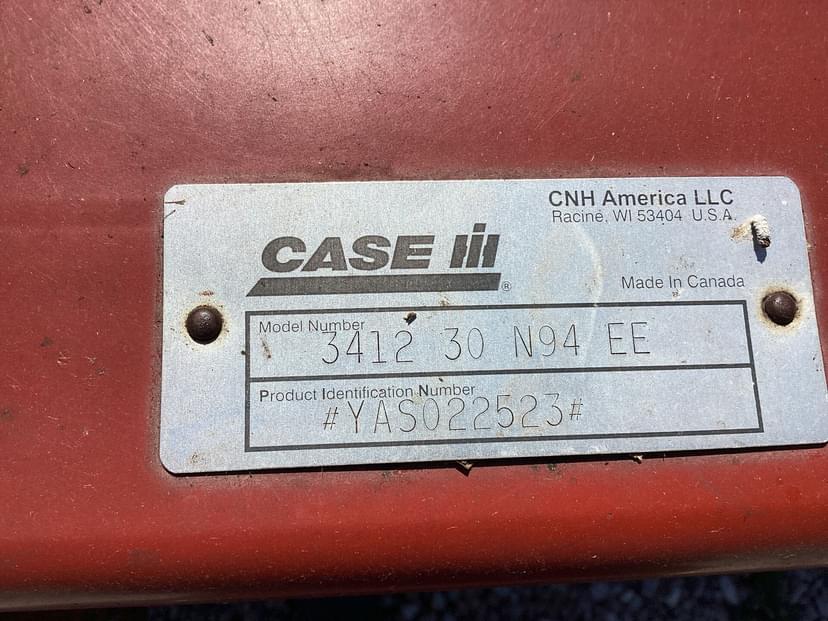 CNH America LLC
Racine, WI 53404 U.S.A.
CASE IH
®
Made In Canada
Model Number
3412 30 N94 EE
Product Identification Number
#YAS022523#